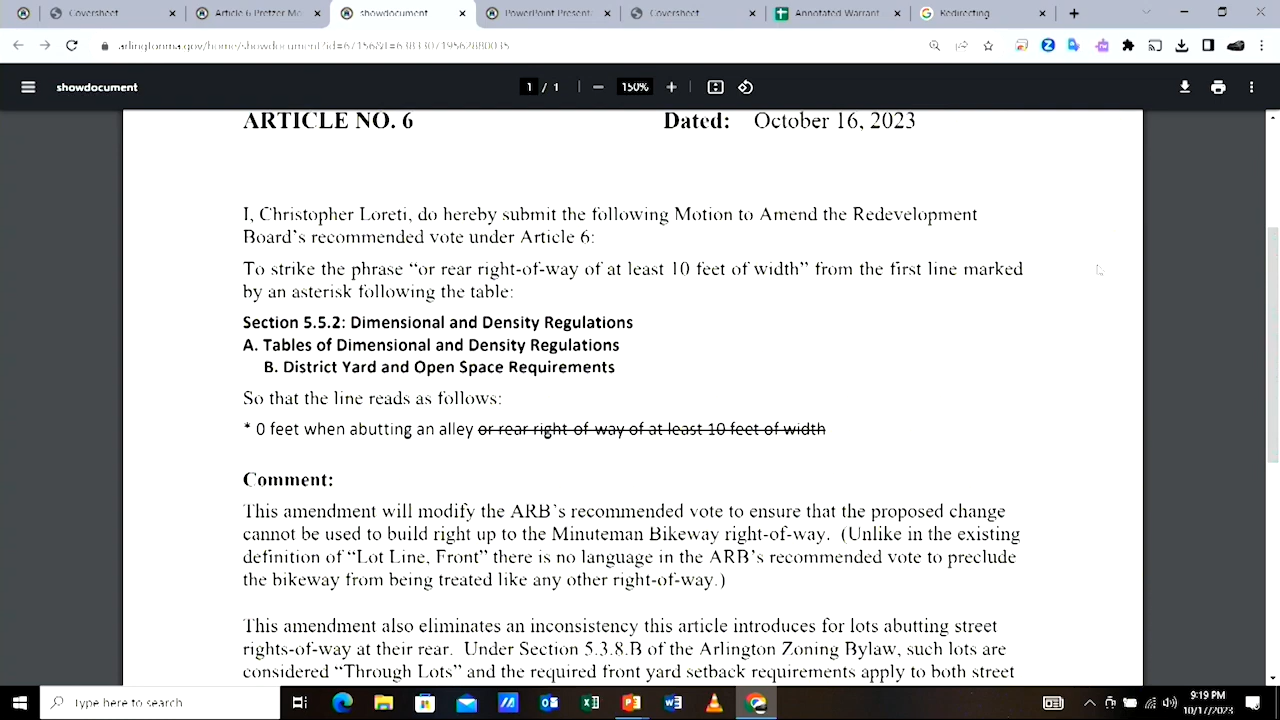 Coversheet
Article 6 Pretzer Mo
showdocument
PowerPoint Present
Coversheet
Annotated Warrant
Redirecting
showdocument
1 / 1
150%
ARTICLE NO. 6 Dated: October 16, 2023
I, Christopher Loreti, do hereby submit the following Motion to Amend the Redevelopment
Board's recommended vote under Article 6:
To strike the phrase “or rear right-of-way of at least 10 feet of width” from the first line marked
by an asterisk following the table:
Section 5.5.2: Dimensional and Density Regulations
A. Tables of Dimensional and Density Regulations
B. District Yard and Open Space Requirements
So that the line reads as follows:
* 0 feet when abutting an alley or rear right-of-way of at least 10 feet of width
Comment:
This amendment will modify the ARB's recommended vote to ensure that the proposed change
cannot be used to build right up to the Minuteman Bikeway right-of-way. (Unlike in the existing
definition of “Lot Line, Front” there is no language in the ARB's recommended vote to preclude
the bikeway from being treated like any other right-of-way.)
This amendment also eliminates an inconsistency this article introduces for lots abutting street
rights-of-way at their rear. Under Section 5.3.8.B of the Arlington Zoning Bylaw, such lots are
considered “Through Lots” and the required front yard setback requirements apply to both street
Type here to search
9:19 PM
10/17/2023